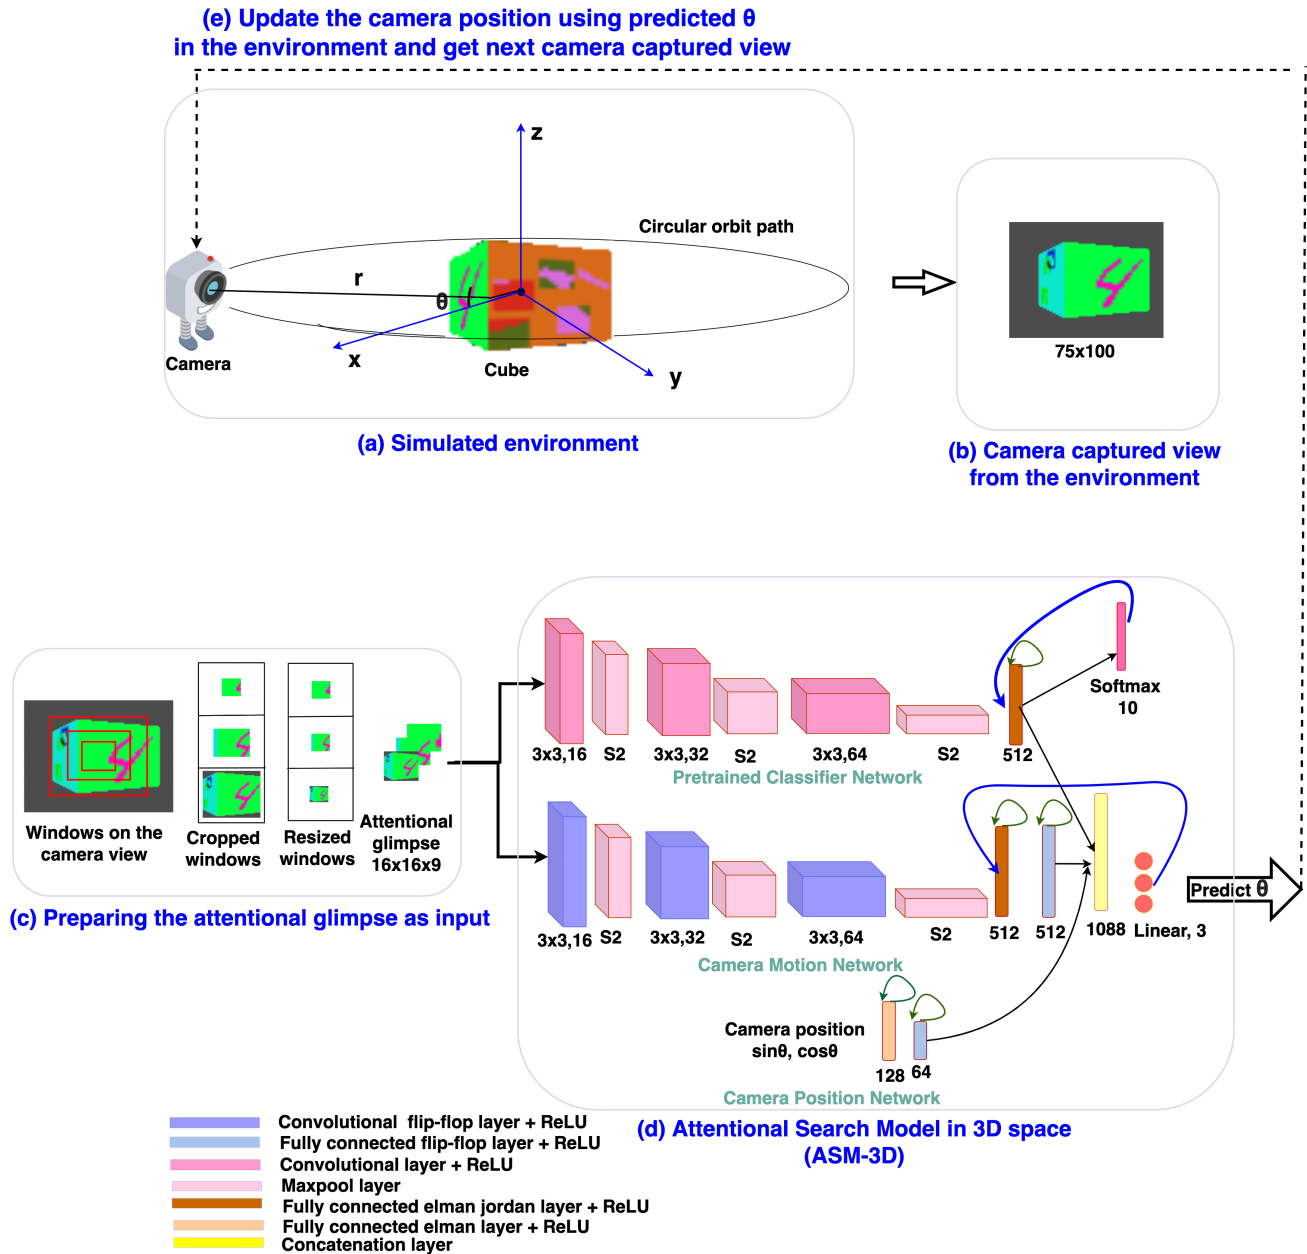 (e) Update the camera position using predicted θ
in the environment and get next camera captured view
z
Circular orbit path
r
θ
x
y
Camera
Cube
(a) Simulated environment
75x100
(b) Camera captured view
from the environment
Windows on the
camera view
Cropped
windows
Resized
windows
Attentional
glimpse
16x16x9
(c) Preparing the attentional glimpse as input
3x3,16
S2
3x3,32
S2
3x3,64
S2
512
Softmax
10
Pretrained Classifier Network
3x3,16
S2
3x3,32
S2
3x3,64
S2
512
512
1088
Linear, 3
Predict θ
Camera Motion Network
Camera position
sinθ, cosθ
128
64
Camera Position Network
(d) Attentional Search Model in 3D space
(ASM-3D)
Convolutional flip-flop layer + ReLU
Fully connected flip-flop layer + ReLU
Convolutional layer + ReLU
Maxpool layer
Fully connected elman jordan layer + ReLU
Fully connected elman layer + ReLU
Concatenation layer